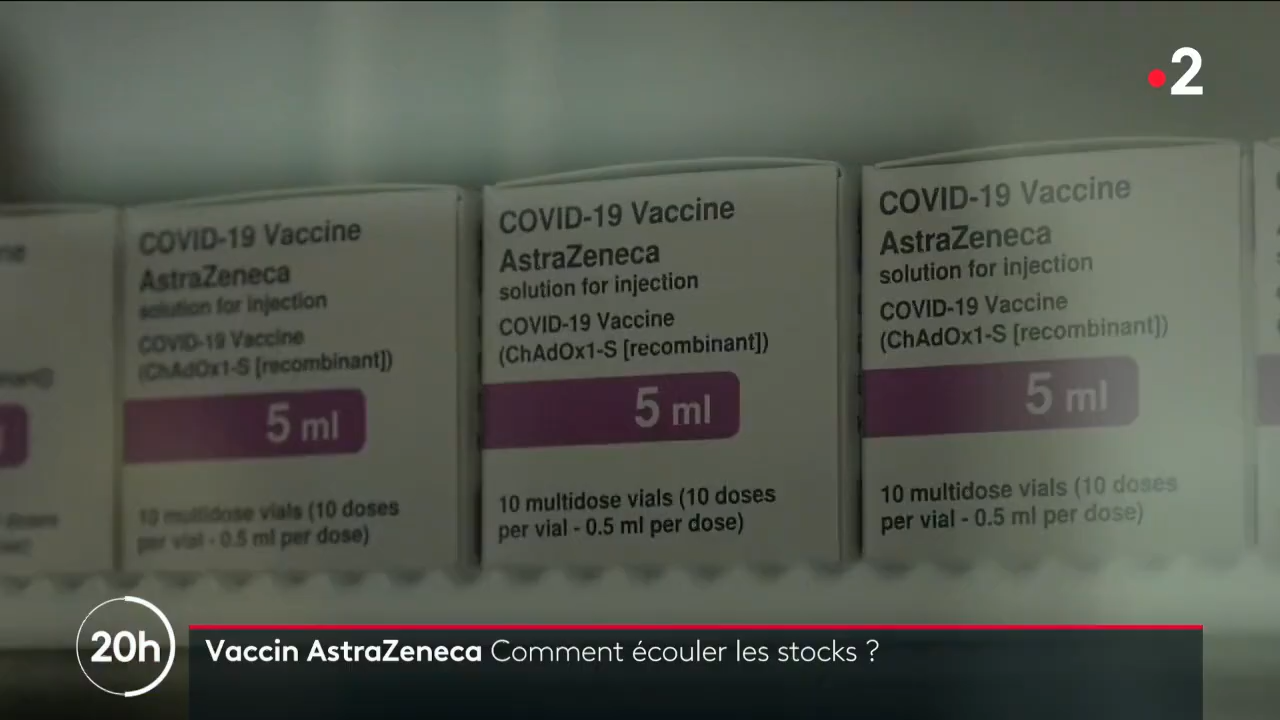 2
COVID-19 Vaccine
AstraZeneca
solution for injection
COVID-19 Vaccine
(ChAdOx1-S [recombinant])
5 ml
10 multidose vials (10 doses
per vial - 0.5 ml per dose)
COVID-19 Vaccine
AstraZeneca
solution for injection
COVID-19 Vaccine
(ChAdOx1-S [recombinant])
5 ml
10 multidose vials (10 doses
per vial - 0.5 ml per dose)
COVID-19 Vaccine
AstraZeneca
solution for injection
COVID-19 Vaccine
(ChAdOx1-S [recombinant])
5 ml
10 multidose vials (10 doses
per vial - 0.5 ml per dose)
20h
Vaccin AstraZeneca Comment écouler les stocks ?